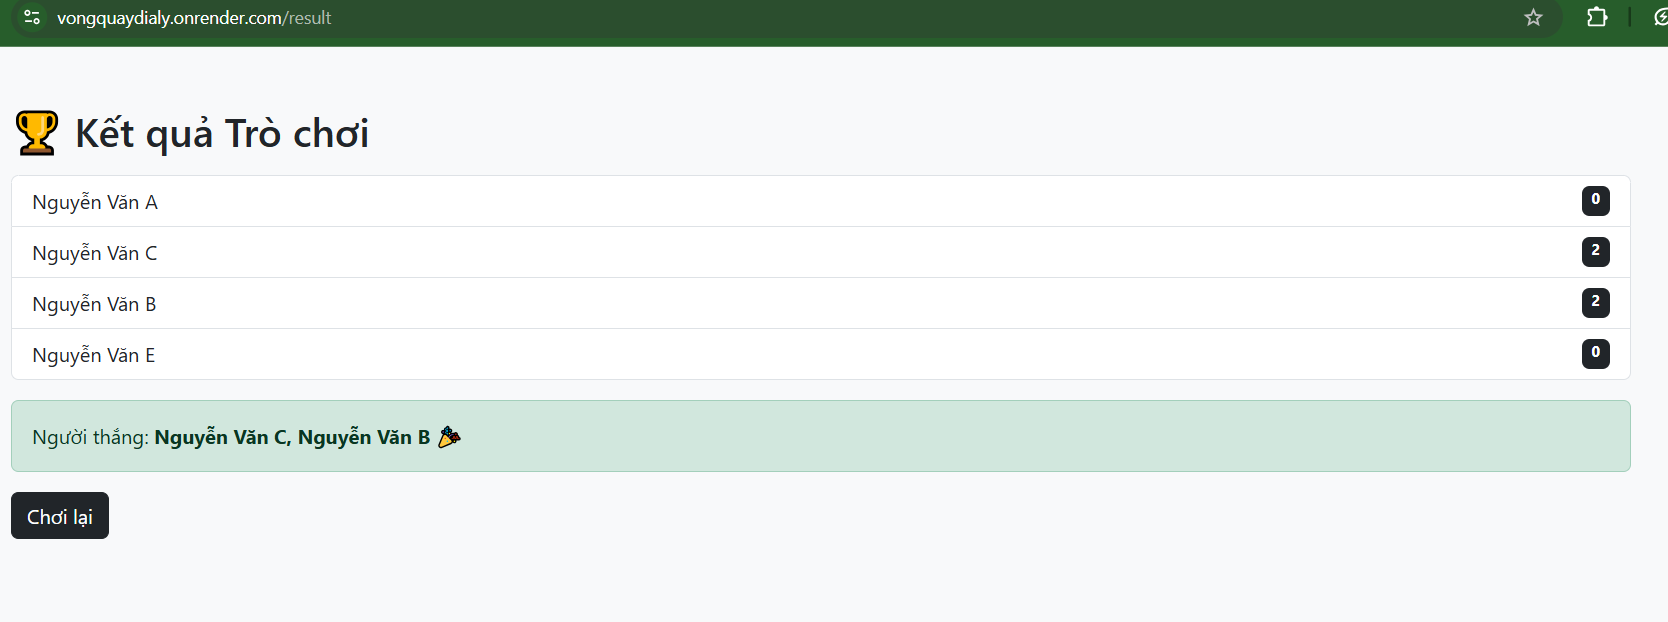 vongquaydialy.onrender.com/result
🏆 Kết quả Trò chơi
Nguyễn Văn A 0
Nguyễn Văn C 2
Nguyễn Văn B 2
Nguyễn Văn E 0
Người thắng: Nguyễn Văn C, Nguyễn Văn B 🎉
Chơi lại